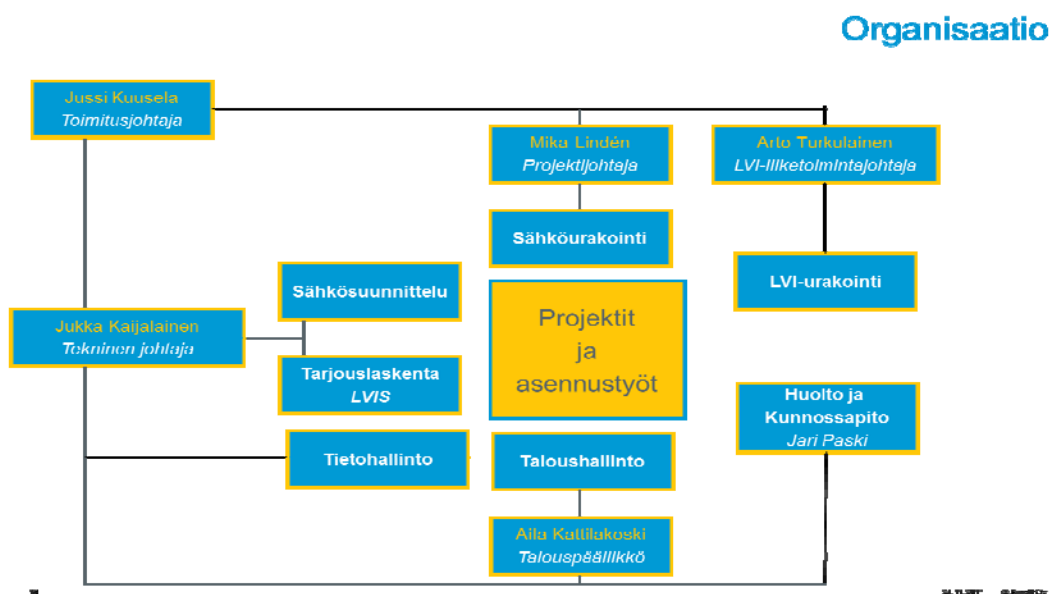 Organisaatio
Jussi Kuusela
Toimitusjohtaja
Mika Lindén
Projektijohtaja
Arto Turkulainen
LVI-liiketoimintajohtaja
Sähköurakointi
LVI-urakointi
Sähkösuunnittelu
Jukka Kaijalainen
Tekninen johtaja
Projektit
ja
asennustyöt
Tarjouslaskenta
LVIS
Huolto ja
Kunnossapito
Jari Paski
Tietohallinto
Taloushallinto
Aila Kattilakoski
Talouspäällikkö